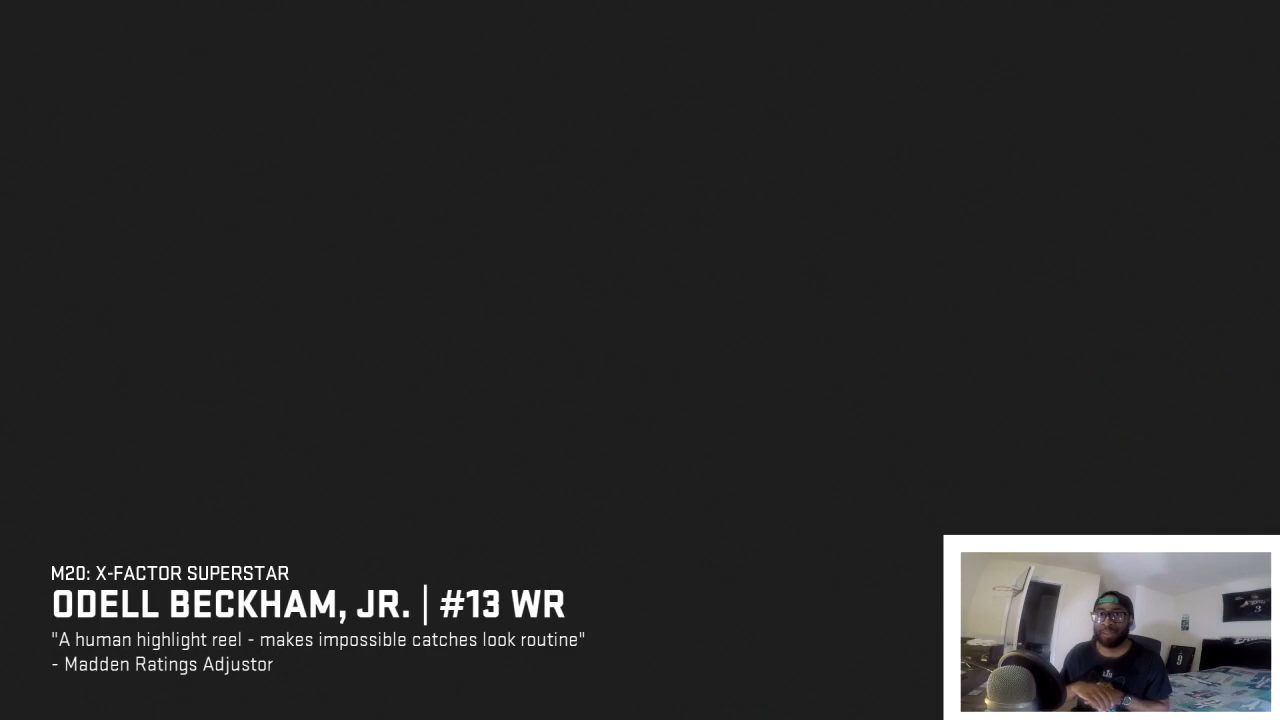 M20: X-FACTOR SUPERSTAR
ODELL BECKHAM, JR. | #13 WR
"A human highlight reel - makes impossible catches look routine"
- Madden Ratings Adjustor